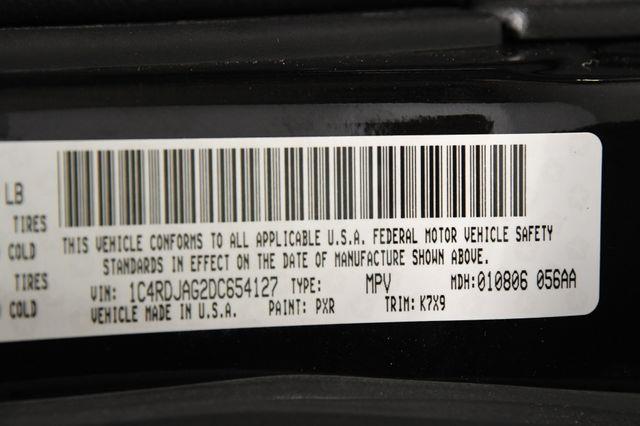 LB
TIRES
COLD
TIRES
COLD
THIS VEHICLE CONFORMS TO ALL APPLICABLE U.S.A. FEDERAL MOTOR VEHICLE SAFETY
STANDARDS IN EFFECT ON THE DATE OF MANUFACTURE SHOWN ABOVE.
VIN: 1C4RDJAG2DC654127 TYPE: MPV MDH:010806 056AA
VEHICLE MADE IN U.S.A. PAINT: PXR TRIM: K7X9